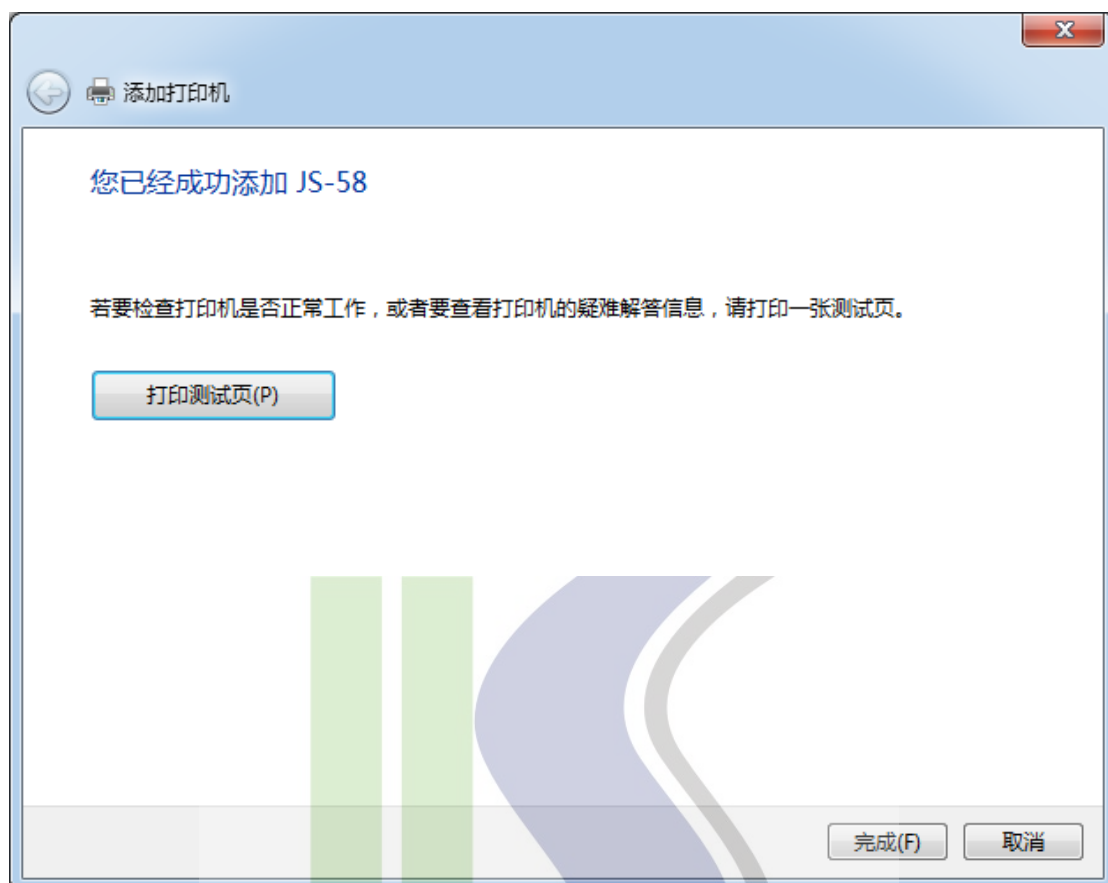 添加打印机
您已经成功添加 JS-58
若要检查打印机是否正常工作，或者要查看打印机的疑难解答信息，请打印一张测试页。
打印测试页(P)
完成(F)
取消